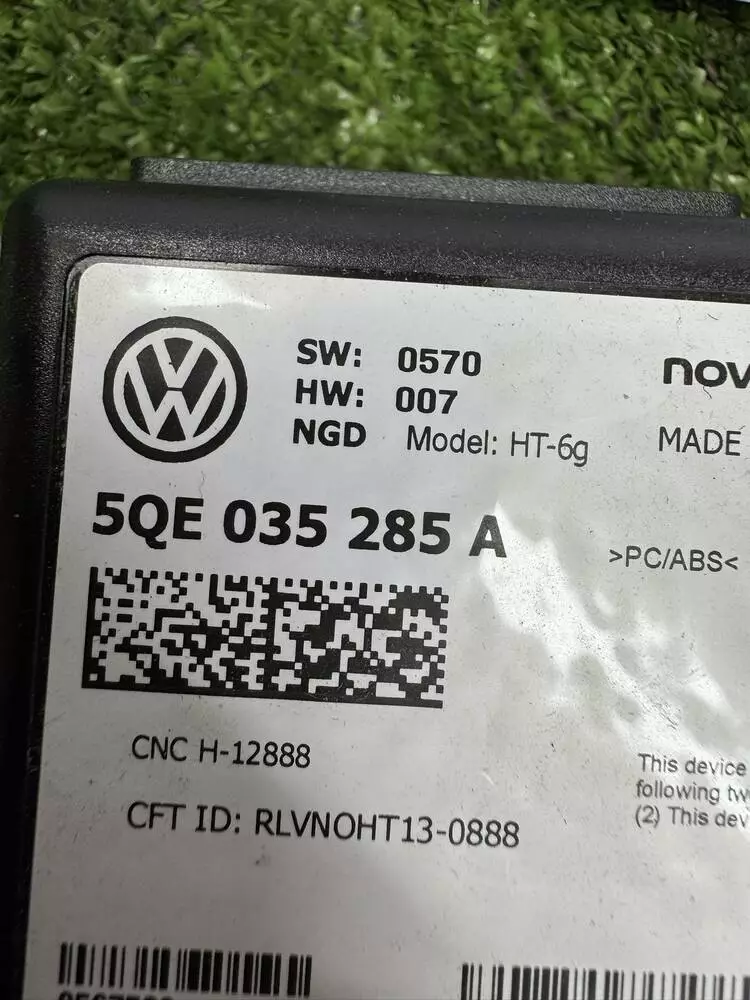 SW: 0570
HW: 007
NGD Model: HT-6g
nov
MADE
5QE 035 285 A
>PC/ABS<
CNC H-12888
CFT ID: RLVNOHT13-0888
This device
following tw
(2) This dev